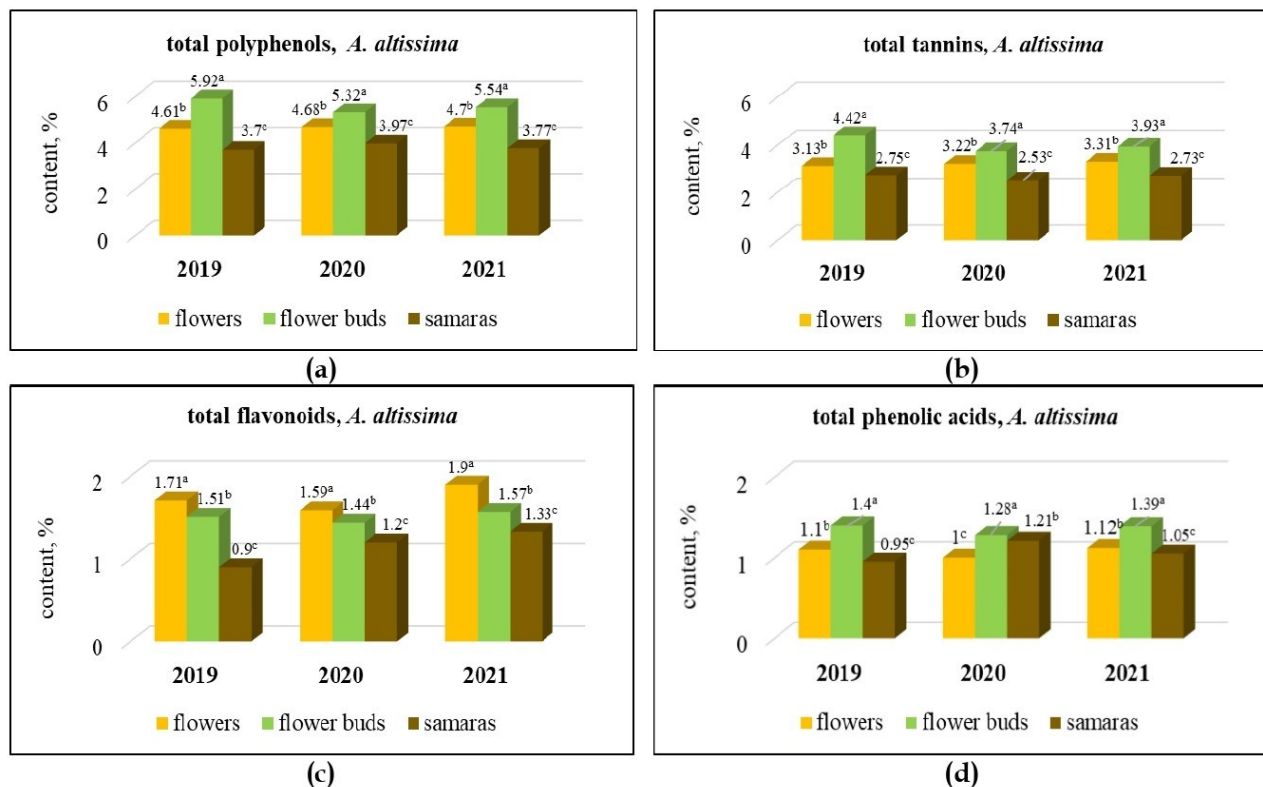 total polyphenols, A. altissima
content, %
6
4
2
0
4.61ᵇ 5.92ᵃ 3.7ᶜ 4.68ᵇ 5.32ᵃ 3.97ᶜ 4.7ᵇ 5.54ᵃ 3.77ᶜ
2019 2020 2021
flowers flower buds samaras
(a)
total tannins, A. altissima
content, %
6
4
2
0
3.13ᵇ 4.42ᵃ 2.75ᶜ 3.22ᵇ 3.74ᵃ 2.53ᶜ 3.31ᵇ 3.93ᵃ 2.73ᶜ
2019 2020 2021
flowers flower buds samaras
(b)
total flavonoids, A. altissima
content, %
2
1
0
1.71ᵃ 1.51ᵇ 0.9ᶜ 1.59ᵃ 1.44ᵇ 1.2ᶜ 1.9ᵃ 1.57ᵇ 1.33ᶜ
2019 2020 2021
flowers flower buds samaras
(c)
total phenolic acids, A. altissima
content, %
2
1
0
1.1ᵇ 1.4ᵃ 0.95ᶜ 1ᶜ 1.28ᵃ 1.21ᵇ 1.12ᵇ 1.39ᵃ 1.05ᶜ
2019 2020 2021
flowers flower buds samaras
(d)